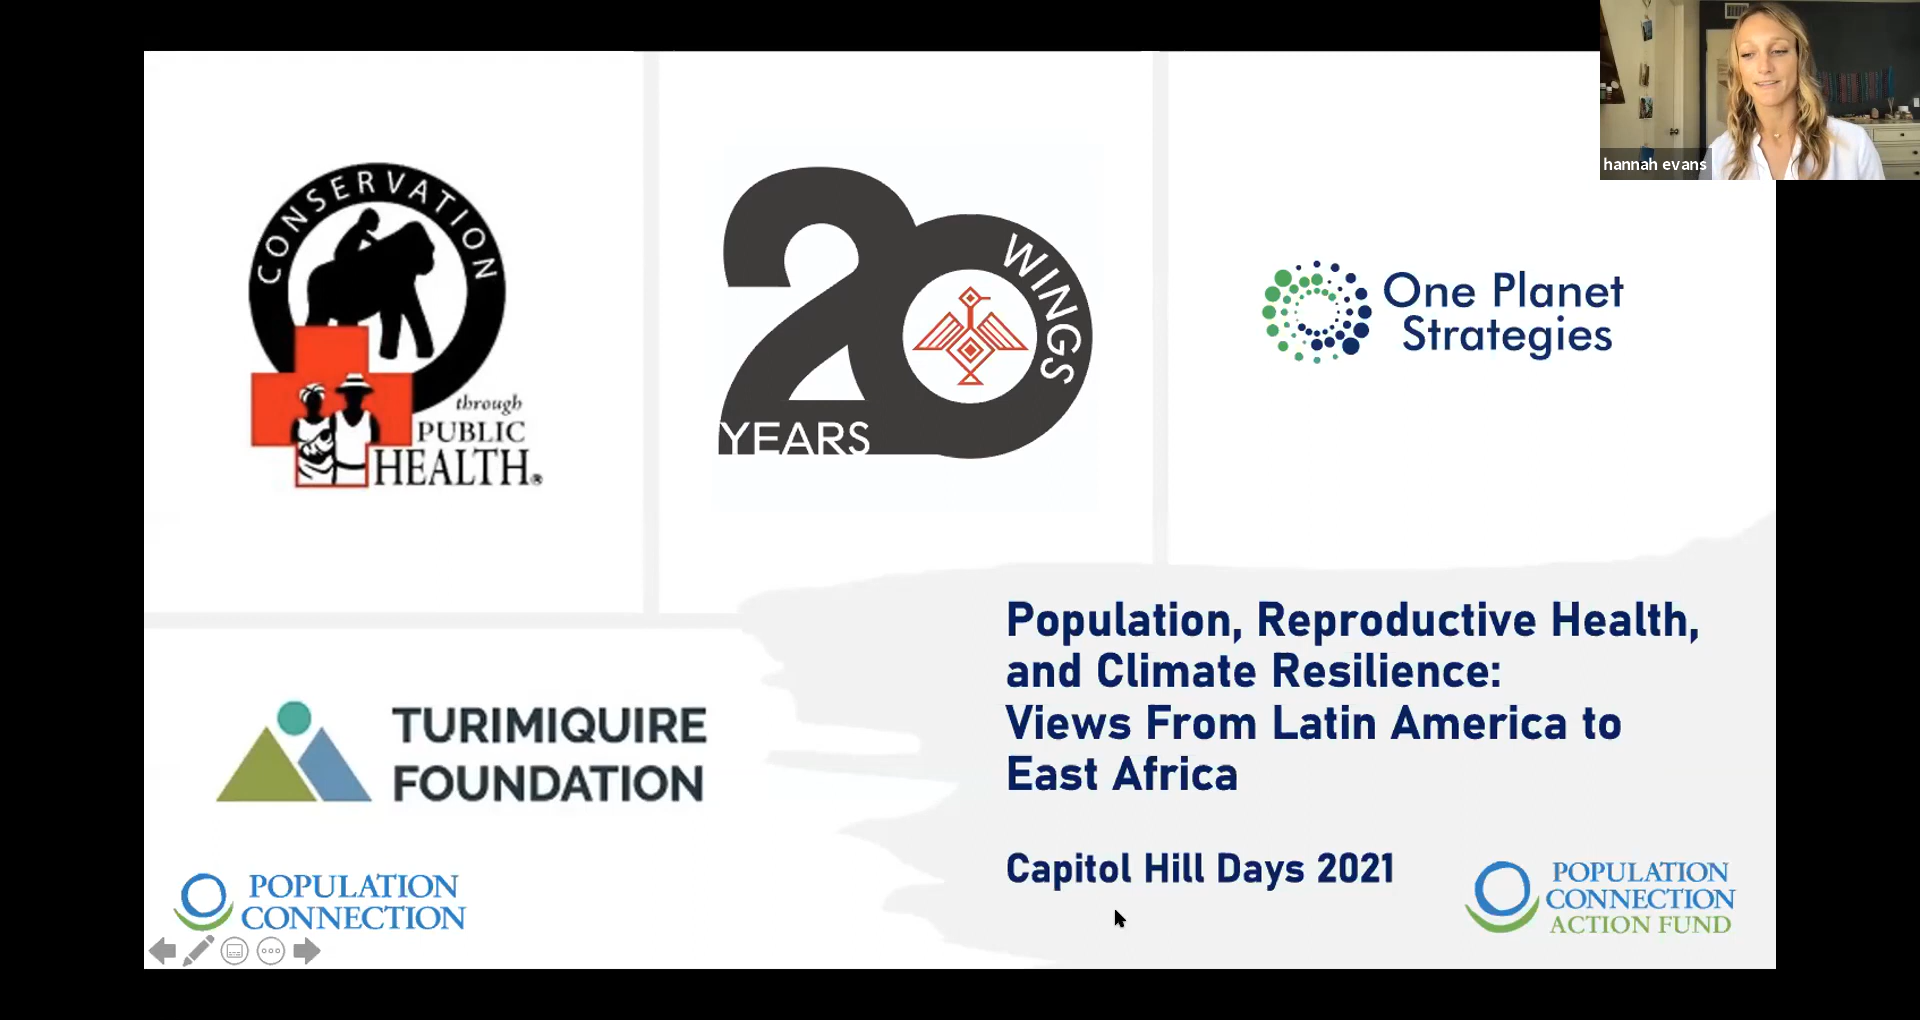 hannah evans
CONSERVATION
through
PUBLIC
HEALTH®
20
WINGS
YEARS
One Planet
Strategies
Population, Reproductive Health,
and Climate Resilience:
Views From Latin America to
East Africa
Capitol Hill Days 2021
TURIMIQUIRE
FOUNDATION
POPULATION
CONNECTION
POPULATION
CONNECTION
ACTION FUND